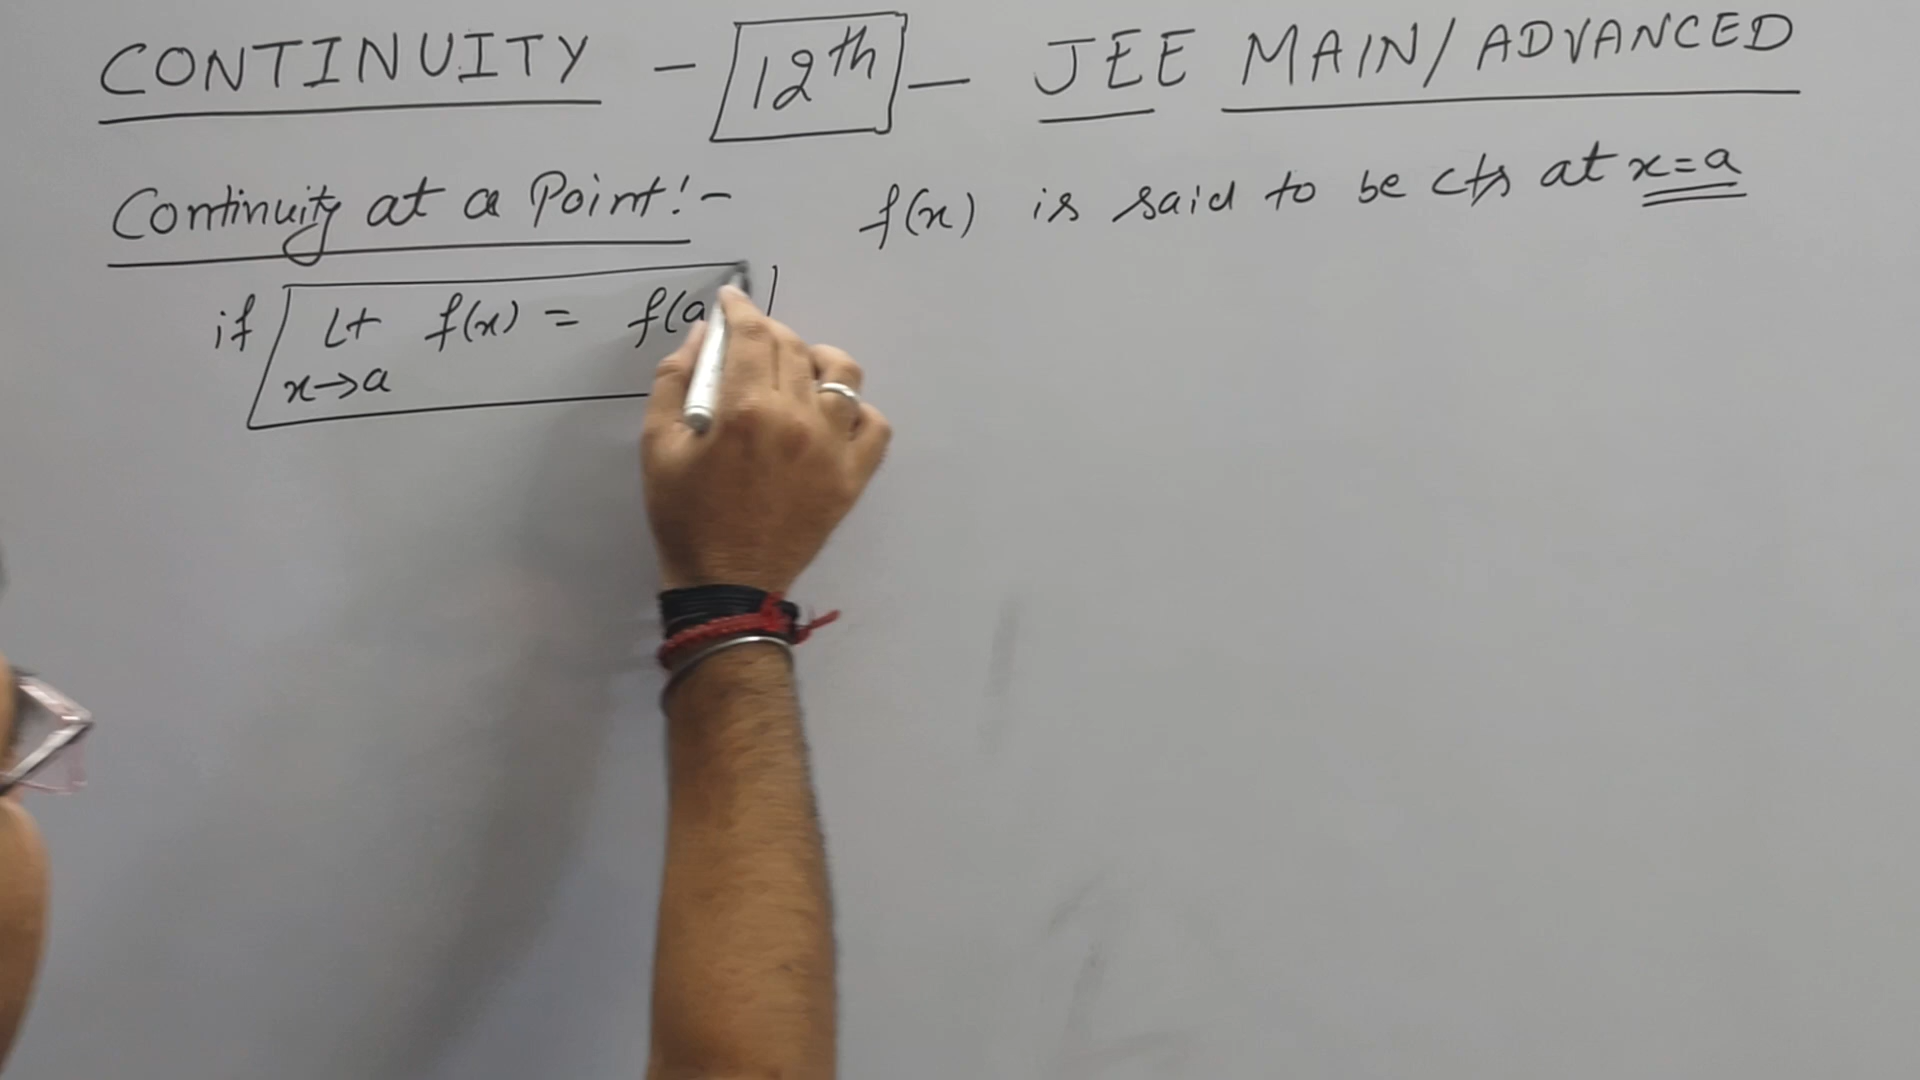 CONTINUITY - 12th - JEE MAIN/ADVANCED
Continuity at a Point:- f(x) is said to be cts at x=a
if Lt f(x) = f(a
x→a